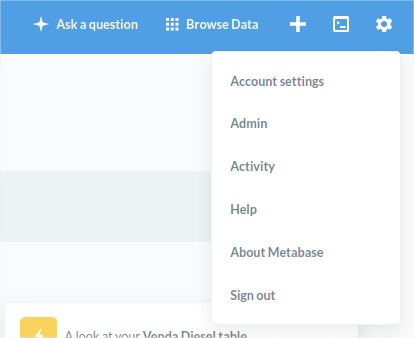 Ask a question
Browse Data
Account settings
Admin
Activity
Help
About Metabase
Sign out
A look at your Venda Diesel table